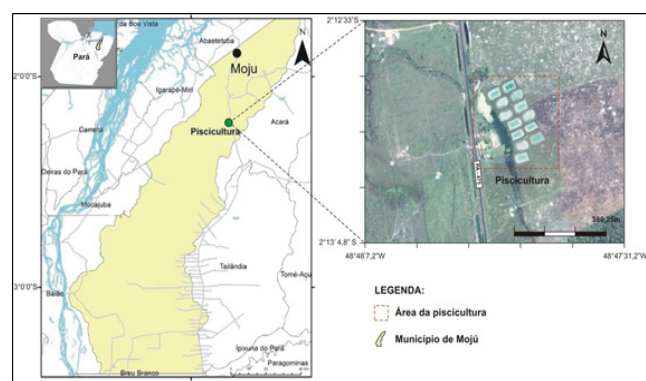 Pará
da Boa Vista
Abaetetuba
N
Moju
2°0'0"S
Igarapé-Miri
Acará
Piscicultura
Cametá
Oeiras do Pará
Mocajuba
Tailândia
Tomé-Açu
3°0'0"S
Baião
Ipixuna do Pará
Paragominas
Breu Branco
2°12'33"S
N
Piscicultura
360,25m
2°13'4,8"S
48°48'7,2"W
48°47'31,2"W
LEGENDA:
Área da piscicultura
Município de Mojú